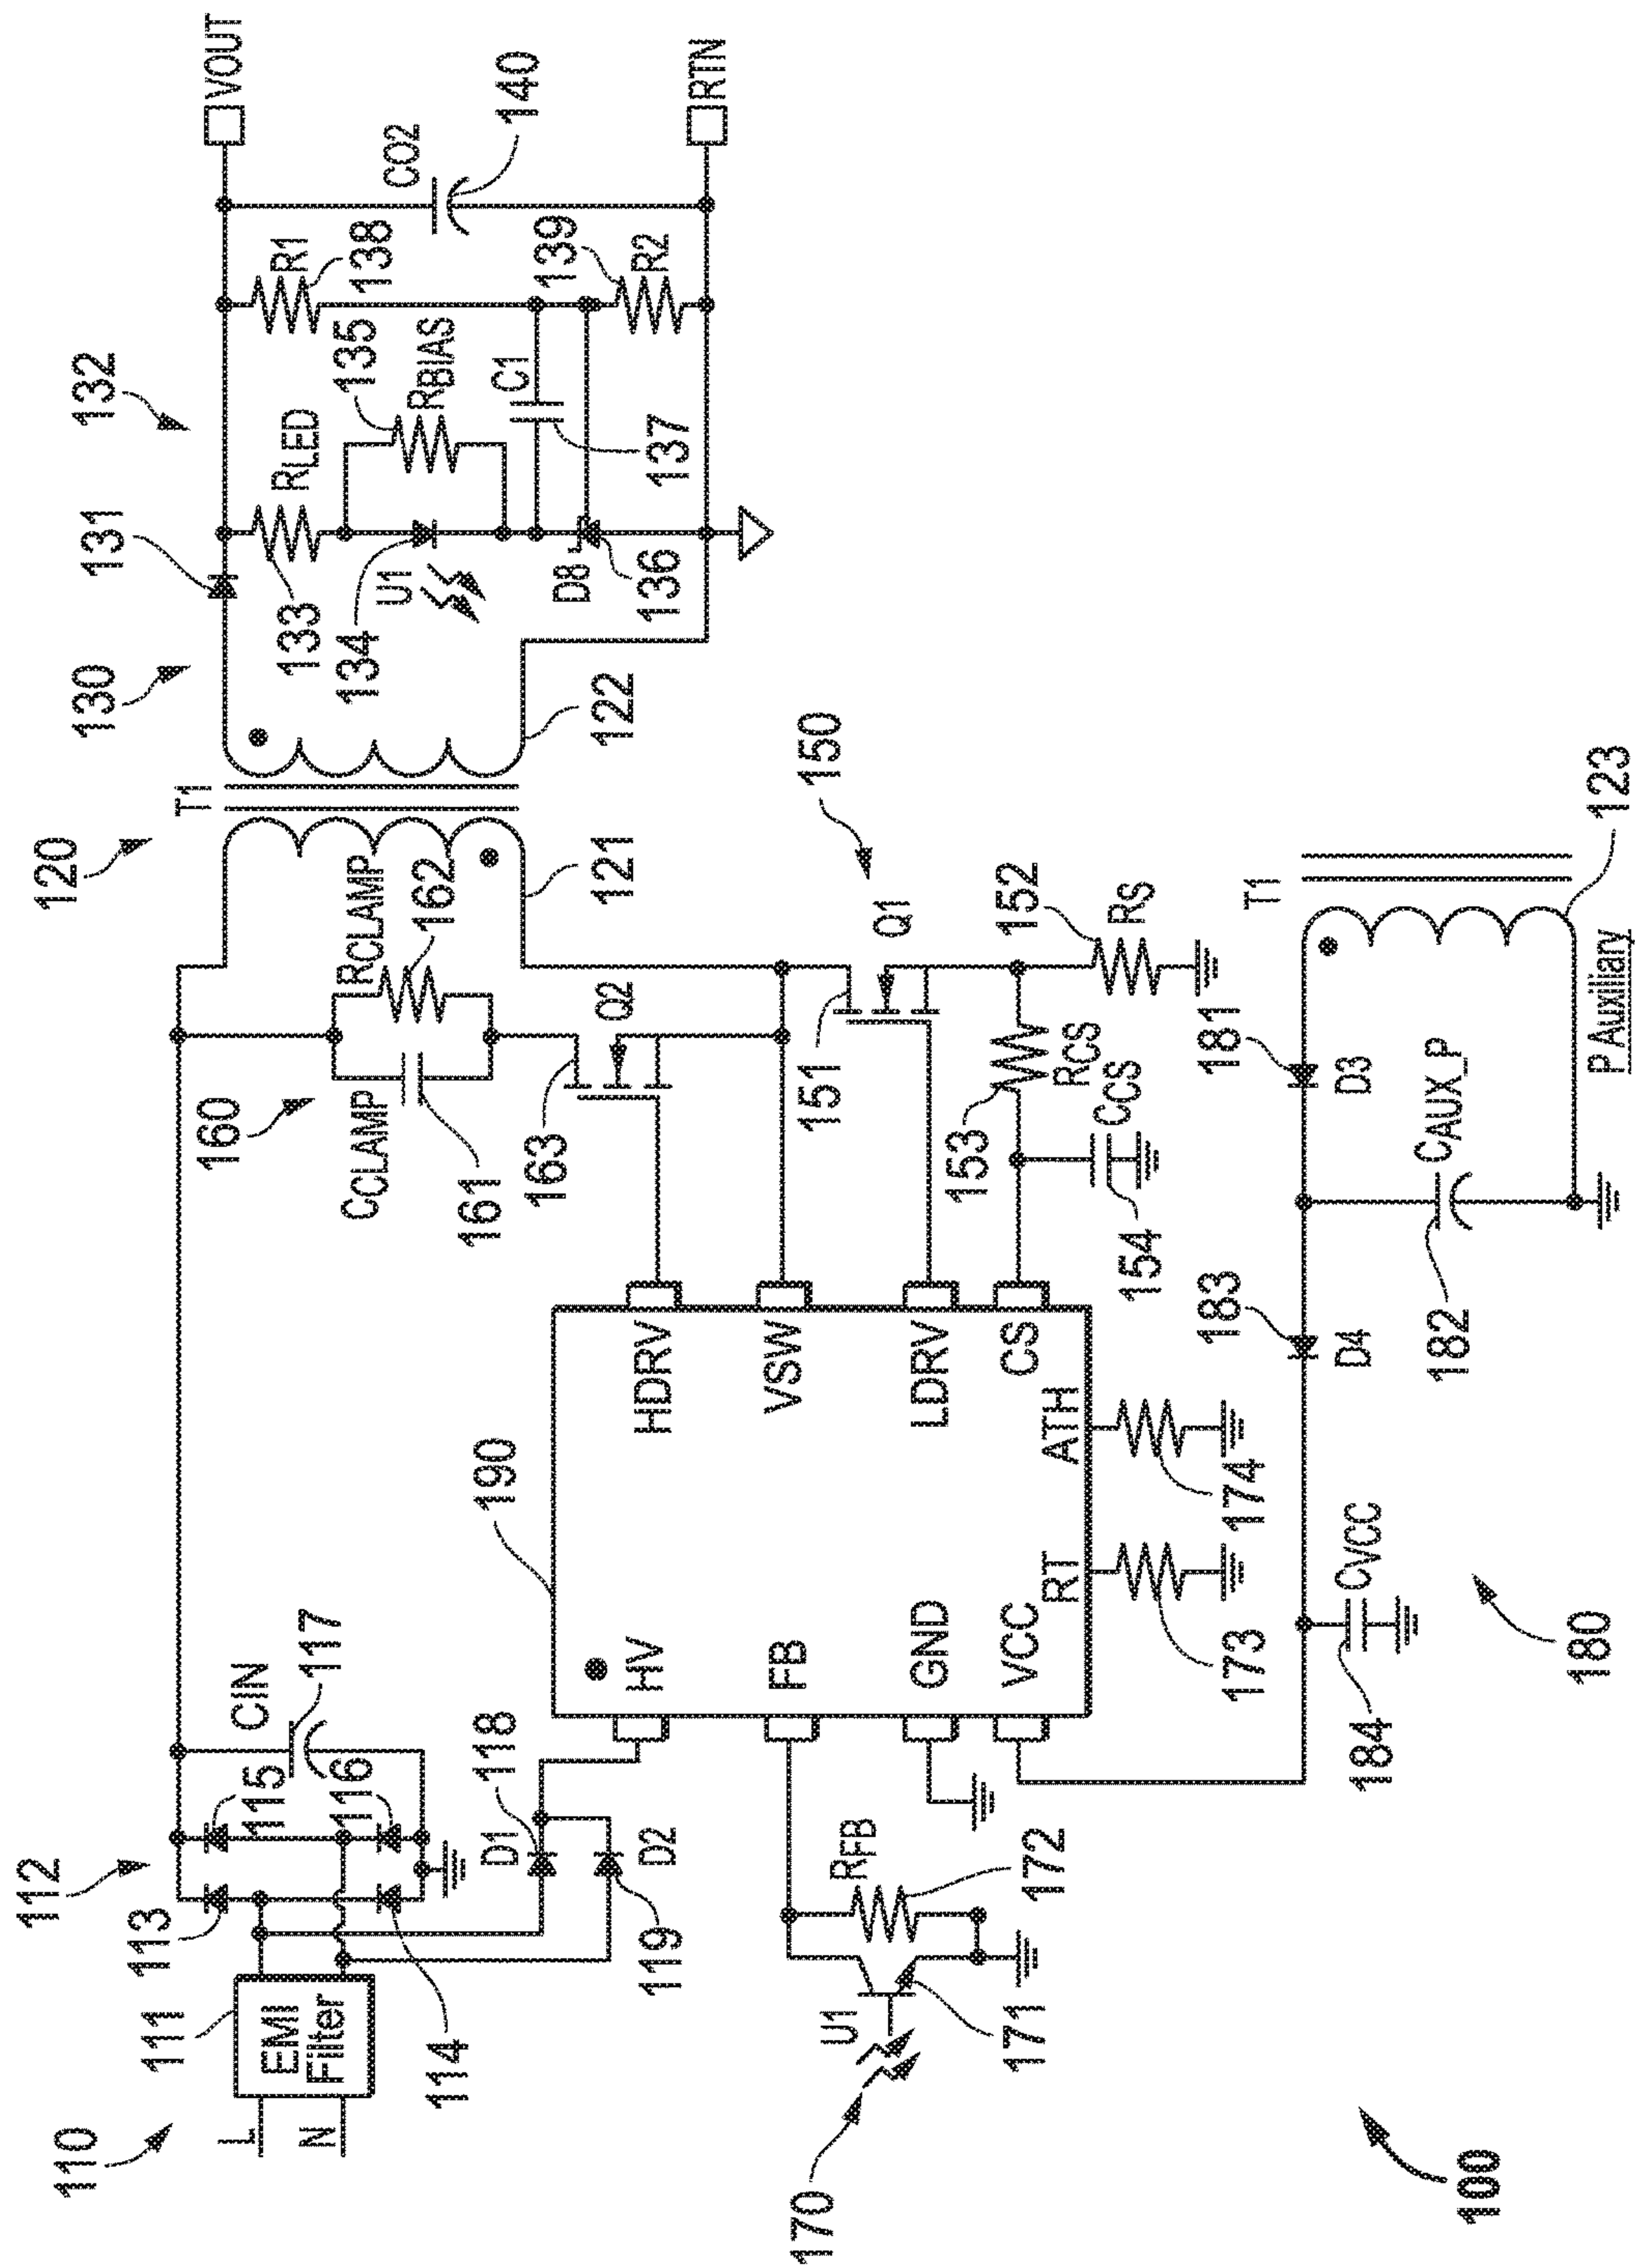 110
L
N
111
EMI
Filter
112
113
114
115
116
CIN
117
D1
118
D2
119
120
T1
121
122
130
131
132
RLED
133
U1
134
135
RBIAS
D8
136
C1
137
R1
138
139
R2
CO2
140
VOUT
RTN
160
CCLAMP
161
RCLAMP
162
Q2
163
150
Q1
151
152
RS
RCS
153
CCS
154
190
HV
FB
GND
VCC
HDRV
VSW
LDRV
CS
RT
ATH
173
174
170
U1
171
RFB
172
180
CVCC
184
D4
183
D3
181
CAUX_P
182
T1
123
P Auxiliary
100